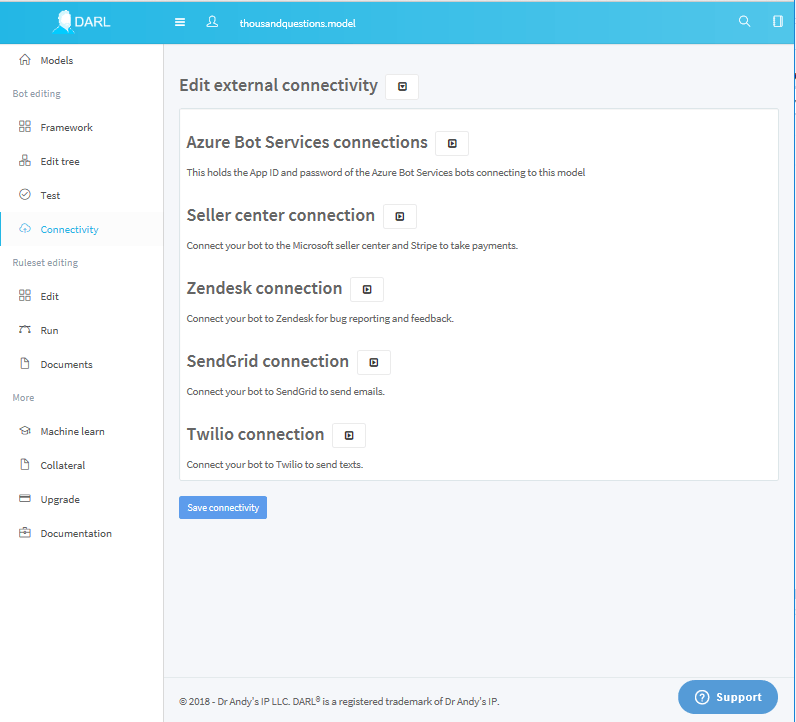 DARL
thousandquestions.model
Models
Bot editing
Framework
Edit tree
Test
Connectivity
Ruleset editing
Edit
Run
Documents
More
Machine learn
Collateral
Upgrade
Documentation
Edit external connectivity
Azure Bot Services connections
This holds the App ID and password of the Azure Bot Services bots connecting to this model
Seller center connection
Connect your bot to the Microsoft seller center and Stripe to take payments.
Zendesk connection
Connect your bot to Zendesk for bug reporting and feedback.
SendGrid connection
Connect your bot to SendGrid to send emails.
Twilio connection
Connect your bot to Twilio to send texts.
Save connectivity
© 2018 - Dr Andy's IP LLC. DARL® is a registered trademark of Dr Andy's IP.
Support